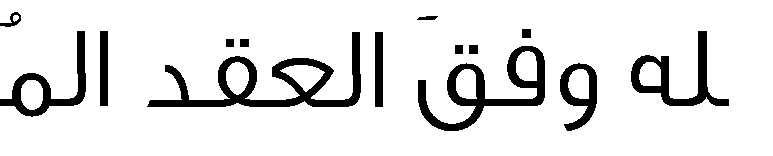 له وفقَ العقد المُ